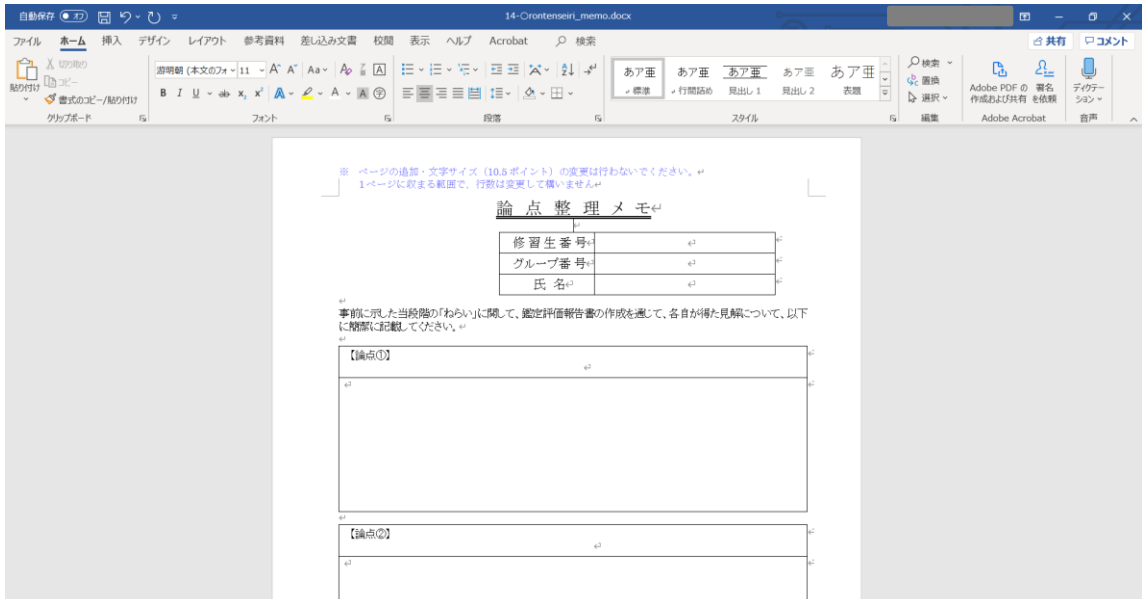 自動保存 オフ 14-○rontenseiri_memo.docx
ファイル ホーム 挿入 デザイン レイアウト 参考資料 差し込み文書 校閲 表示 ヘルプ Acrobat 検索 共有 コメント
貼り付け 切り取り コピー 書式のコピー/貼り付け
游明朝 (本文のフォ 11 A A Aa
B I U ab x₂ x² A A A
あア亜 あア亜 あア亜 あア亜 あア亜
標準 行間詰め 見出し 1 見出し 2 表題
検索 置換 選択
Adobe PDF の 作成および共有 署名 を依頼 ディクテーション
クリップボード フォント 段落 スタイル 編集 Adobe Acrobat 音声
※ ページの追加・文字サイズ（10.5ポイント）の変更は行わないでください。
1ページに収まる範囲で、行数は変更して構いません
論 点 整 理 メ モ
修習生番号
グループ番号
氏 名
事前に示した当段階の「ねらい」に関して、鑑定評価報告書の作成を通じて、各自が得た見解について、以下
に簡潔に記載してください。
【論点①】
【論点②】